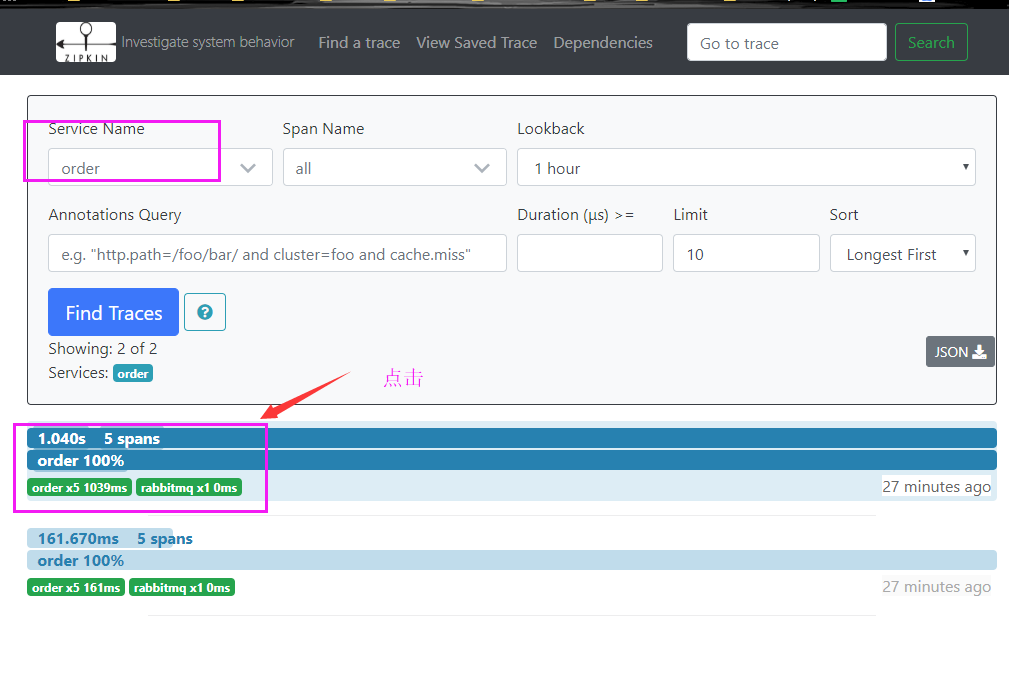 ZIPKIN Investigate system behavior Find a trace View Saved Trace Dependencies Go to trace Search
Service Name Span Name Lookback
order all 1 hour
Annotations Query Duration (μs) >= Limit Sort
e.g. "http.path=/foo/bar/ and cluster=foo and cache.miss" 10 Longest First
Find Traces ?
Showing: 2 of 2
JSON
Services: order
点击
1.040s 5 spans
order 100%
order x5 1039ms rabbitmq x1 0ms 27 minutes ago
161.670ms 5 spans
order 100%
order x5 161ms rabbitmq x1 0ms 27 minutes ago